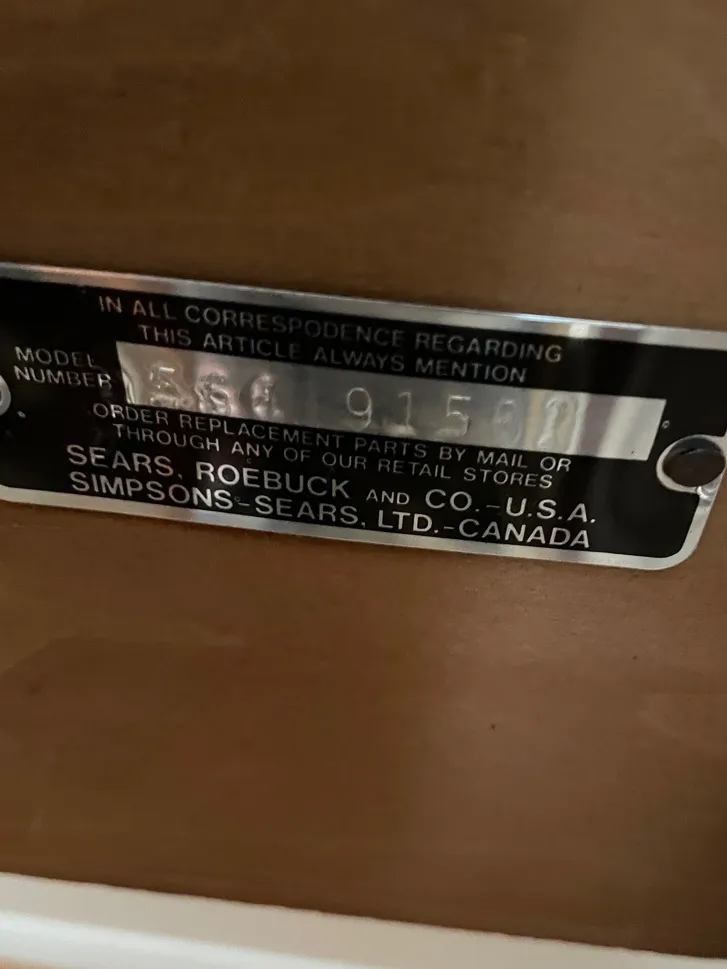 IN ALL CORRESPODENCE REGARDING
THIS ARTICLE ALWAYS MENTION
MODEL
NUMBER
ORDER REPLACEMENT PARTS BY MAIL OR
THROUGH ANY OF OUR RETAIL STORES
SEARS, ROEBUCK AND CO.-U.S.A.
SIMPSONS-SEARS, LTD.-CANADA